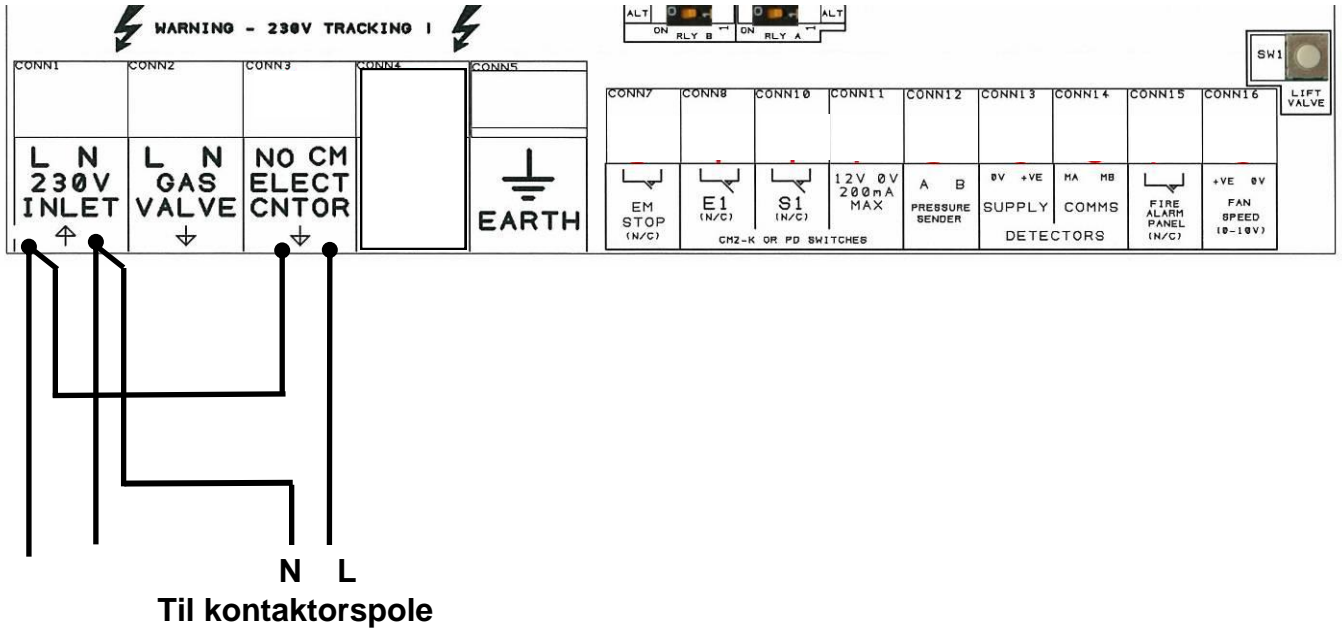 WARNING - 230V TRACKING !
ALT ALT
ON RLY B 1 ON RLY A 1
SW1
LIFT
VALVE
CONN1 CONN2 CONN3 CONN4 CONN5
L N
230V
INLET
L N
GAS
VALVE
NO CM
ELECT
CNTOR
EARTH
CONN7 CONN8 CONN10 CONN11 CONN12 CONN13 CONN14 CONN15 CONN16
EM
STOP
(N/C)
E1
(N/C)
S1
(N/C)
CM2-K OR PD SWITCHES
12V 0V
200mA
MAX
A B
PRESSURE
SENDER
0V +VE
SUPPLY
MA MB
COMMS
DETECTORS
FIRE
ALARM
PANEL
(N/C)
+VE 0V
FAN
SPEED
(0-10V)
N L
Til kontaktorspole